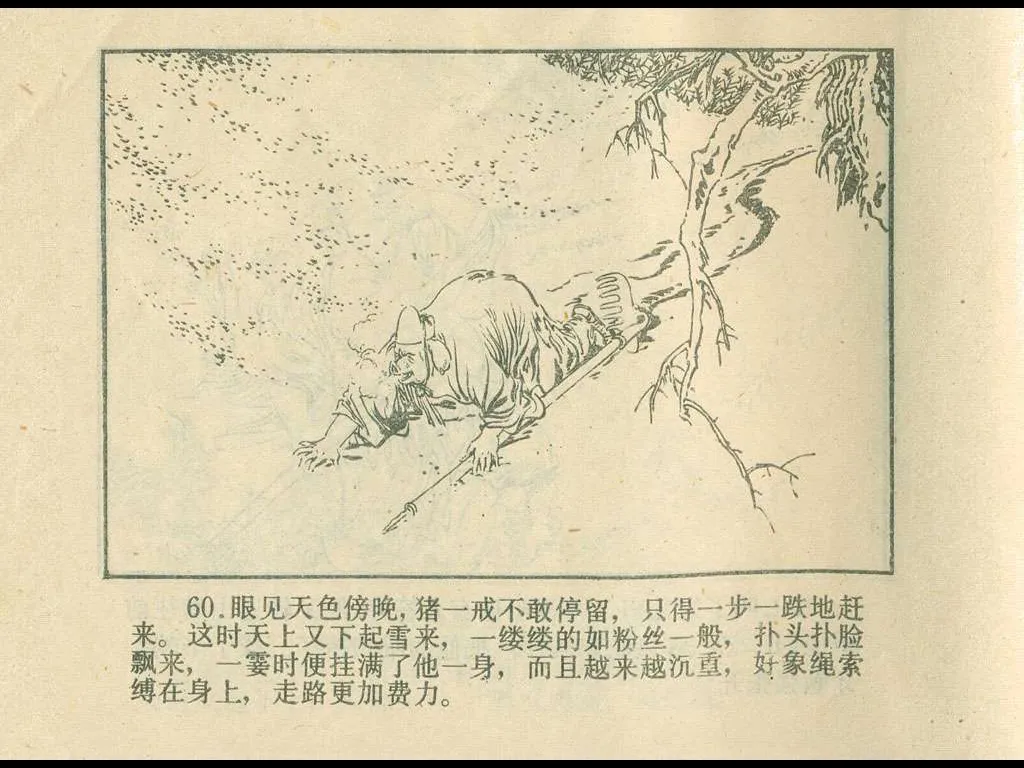 60.眼见天色傍晚,猪一戒不敢停留,只得一步一跌地赶
来。这时天上又下起雪来,一缕缕的如粉丝一般,扑头扑脸
飘来,一霎时便挂满了他一身,而且越来越沉重,好象绳索
缚在身上,走路更加费力。